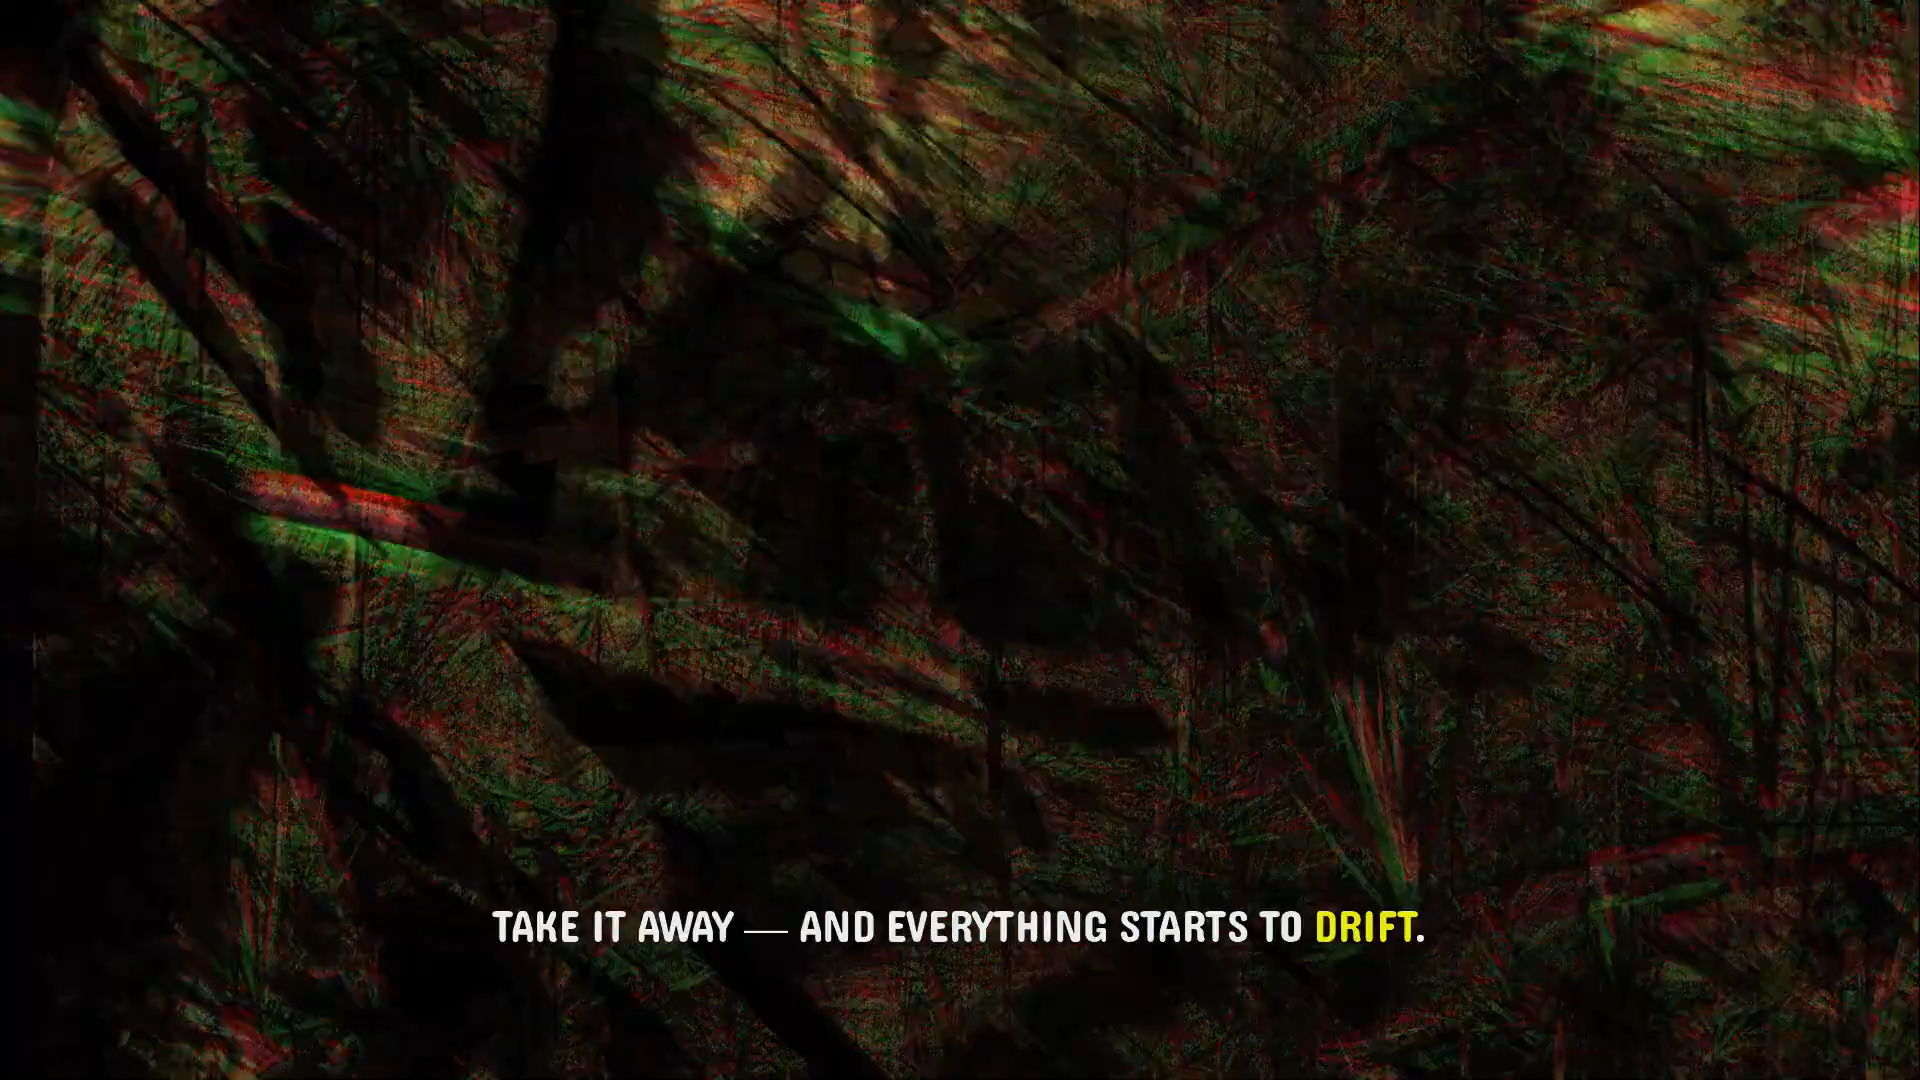 TAKE IT AWAY — AND EVERYTHING STARTS TO DRIFT.